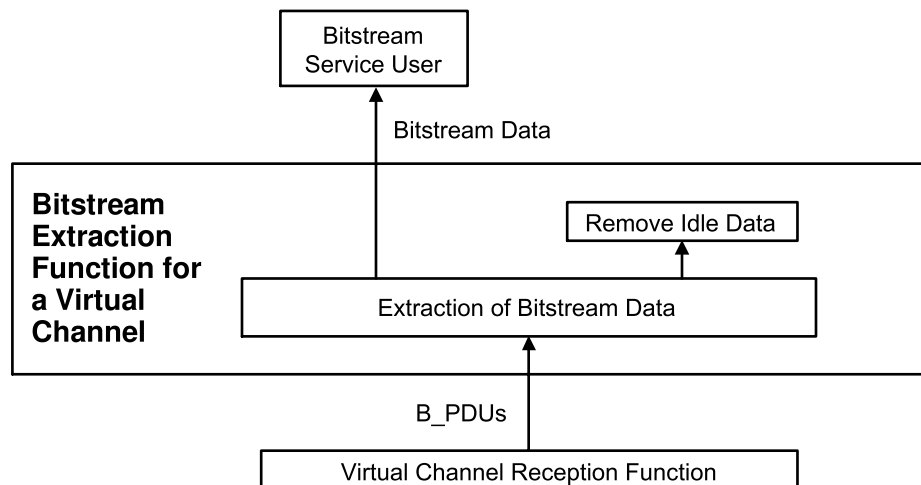 Bitstream
Service User
Bitstream Data
Bitstream
Extraction
Function for
a Virtual
Channel
Remove Idle Data
Extraction of Bitstream Data
B_PDUs
Virtual Channel Reception Function